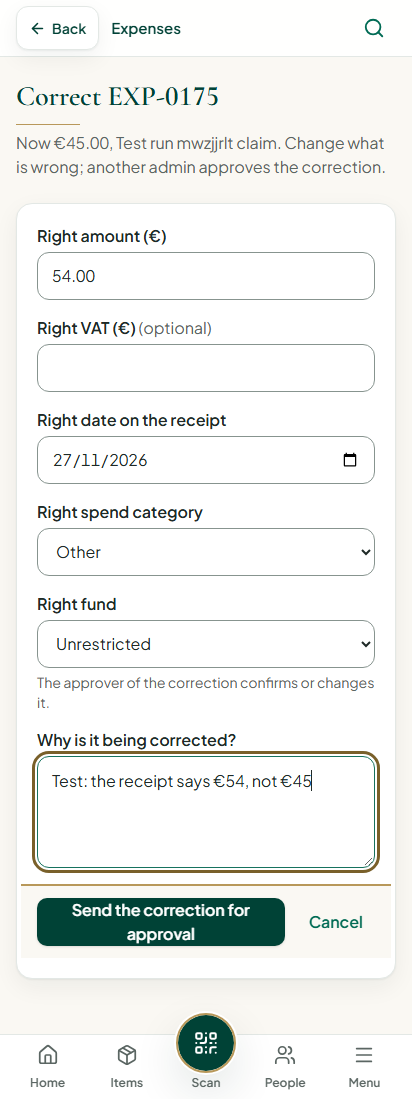 Back
Expenses
Correct EXP-0175
Now €45.00, Test run mwzjjrlt claim. Change what
is wrong; another admin approves the correction.
Right amount (€)
54.00
Right VAT (€) (optional)
Right date on the receipt
27/11/2026
Right spend category
Other
Right fund
Unrestricted
The approver of the correction confirms or changes
it.
Why is it being corrected?
Test: the receipt says €54, not €45
Send the correction for
approval
Cancel
Home
Items
Scan
People
Menu